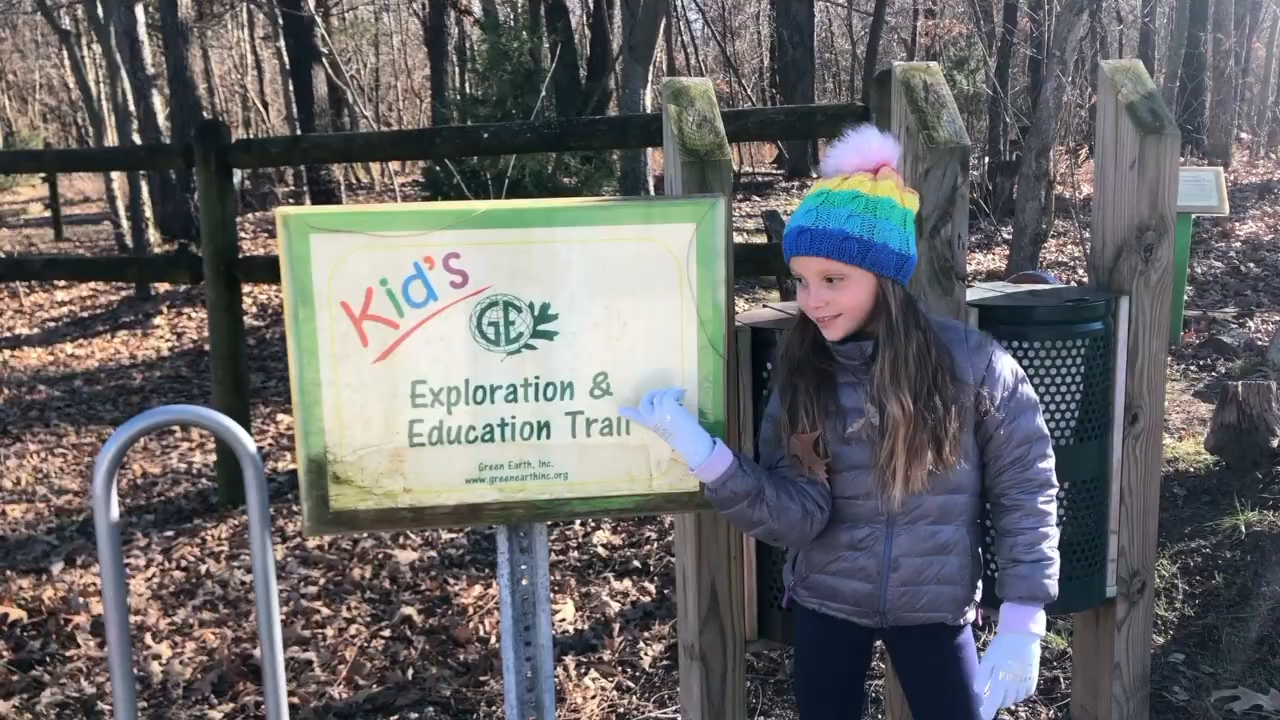 Kid's
GE
Exploration &
Education Trail
Green Earth, Inc.
www.greenearthinc.org